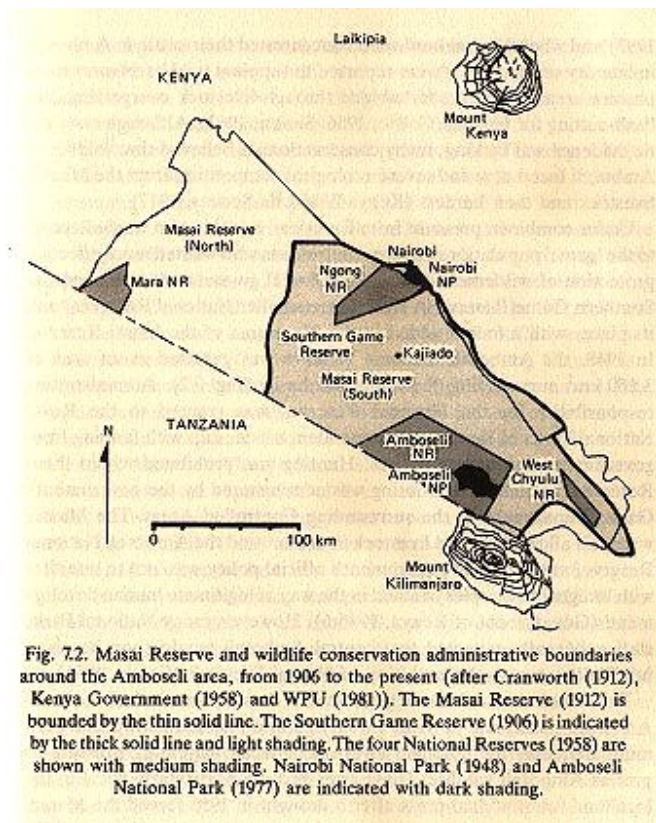 Laikipia
KENYA
Mount
Kenya
Masai Reserve
(North)
Nairobi
Ngong
NR
Nairobi
NP
Mara NR
Southern Game
Reserve
Kajiado
Masai Reserve
(South)
TANZANIA
N
Amboseli
NR
Amboseli
NP
West
Chyulu
NR
0
100 km
Mount
Kilimanjaro
Fig. 7.2. Masai Reserve and wildlife conservation administrative boundaries
around the Amboseli area, from 1906 to the present (after Cranworth (1912),
Kenya Government (1958) and WPU (1981)). The Masai Reserve (1912) is
bounded by the thin solid line. The Southern Game Reserve (1906) is indicated
by the thick solid line and light shading. The four National Reserves (1958) are
shown with medium shading. Nairobi National Park (1948) and Amboseli
National Park (1977) are indicated with dark shading.